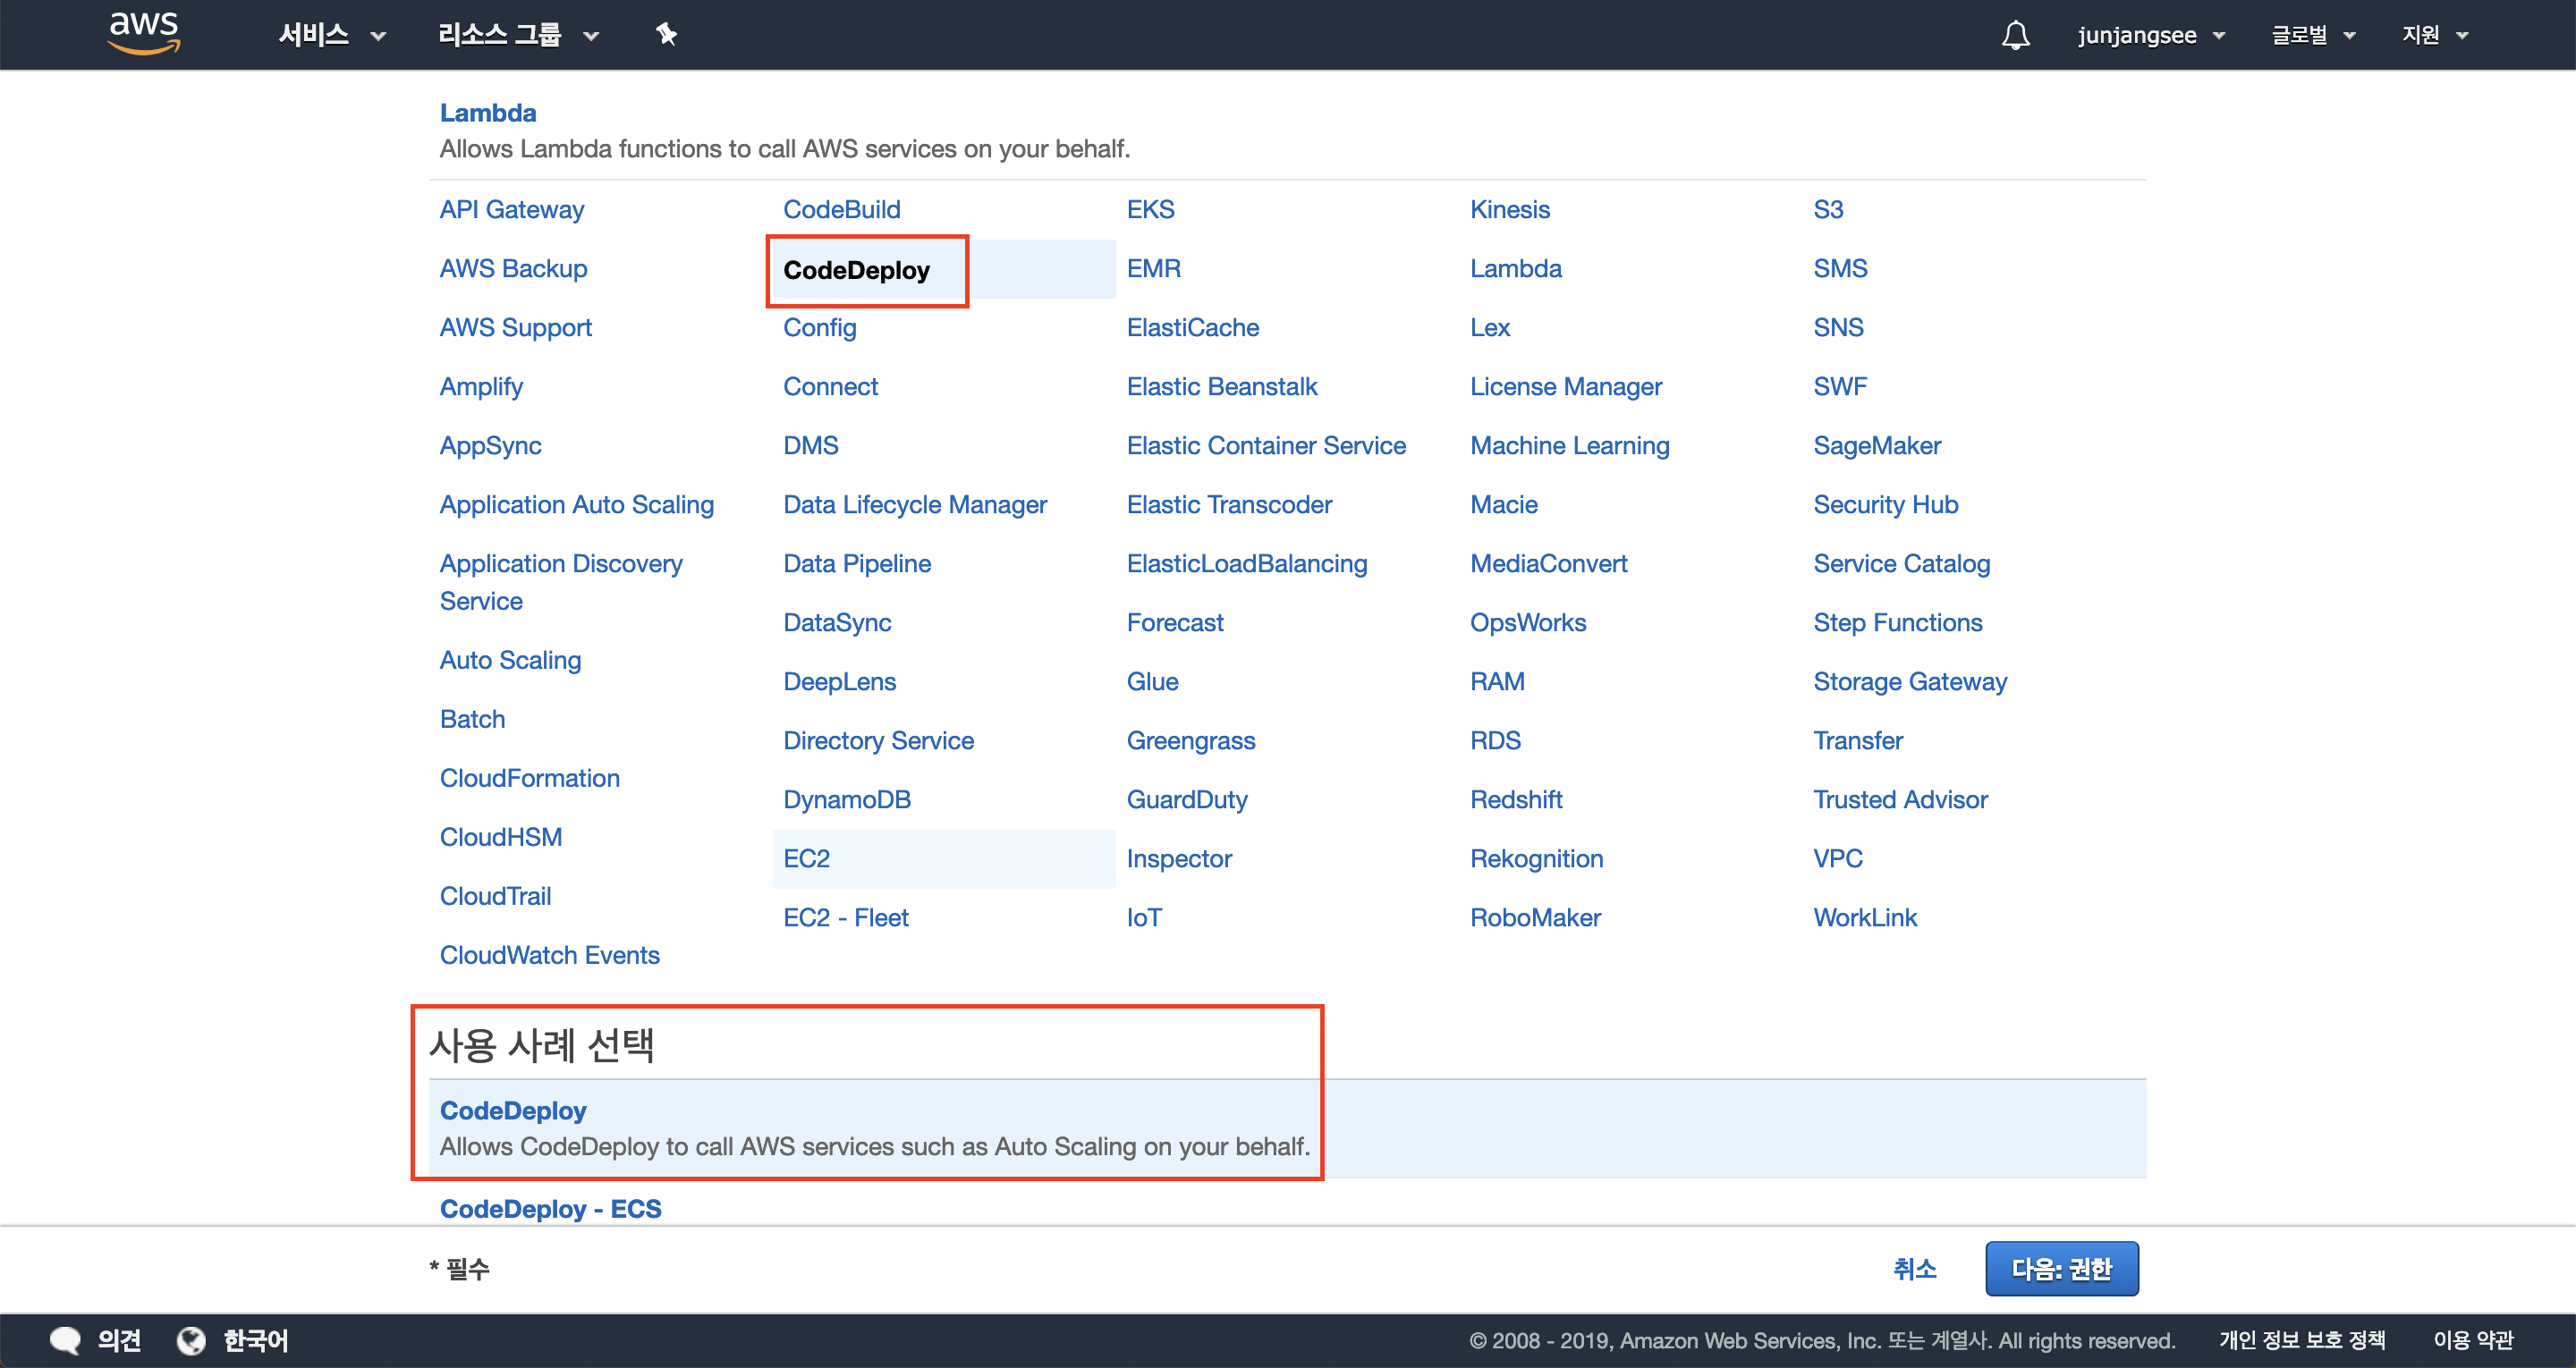 aws 서비스 리소스 그룹 junjangsee 글로벌 지원
Lambda
Allows Lambda functions to call AWS services on your behalf.
API Gateway
AWS Backup
AWS Support
Amplify
AppSync
Application Auto Scaling
Application Discovery
Service
Auto Scaling
Batch
CloudFormation
CloudHSM
CloudTrail
CloudWatch Events
CodeBuild
CodeDeploy
Config
Connect
DMS
Data Lifecycle Manager
Data Pipeline
DataSync
DeepLens
Directory Service
DynamoDB
EC2
EC2 - Fleet
EKS
EMR
ElastiCache
Elastic Beanstalk
Elastic Container Service
Elastic Transcoder
ElasticLoadBalancing
Forecast
Glue
Greengrass
GuardDuty
Inspector
IoT
Kinesis
Lambda
Lex
License Manager
Machine Learning
Macie
MediaConvert
OpsWorks
RAM
RDS
Redshift
Rekognition
RoboMaker
S3
SMS
SNS
SWF
SageMaker
Security Hub
Service Catalog
Step Functions
Storage Gateway
Transfer
Trusted Advisor
VPC
WorkLink
사용 사례 선택
CodeDeploy
Allows CodeDeploy to call AWS services such as Auto Scaling on your behalf.
CodeDeploy - ECS
* 필수 취소 다음: 권한
의견 한국어 © 2008 - 2019, Amazon Web Services, Inc. 또는 계열사. All rights reserved. 개인 정보 보호 정책 이용 약관